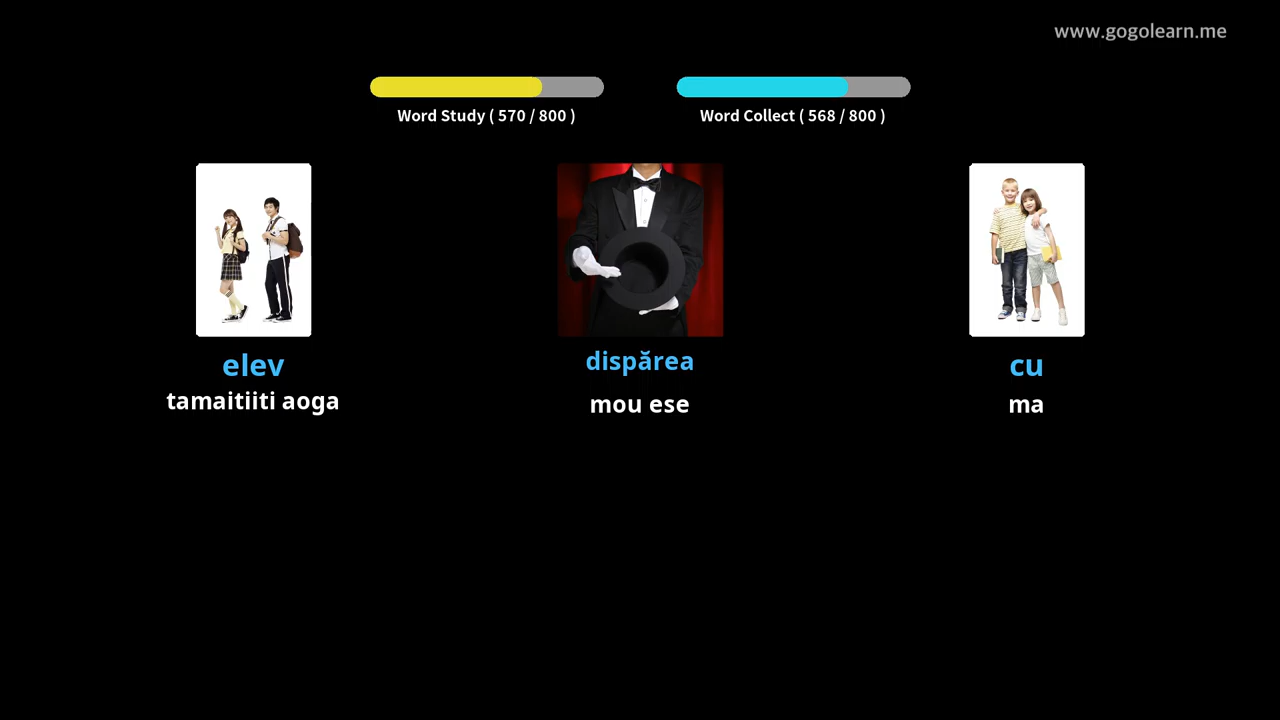 www.gogolearn.me
Word Study ( 570 / 800 )
Word Collect ( 568 / 800 )
elev
tamaitiiti aoga
dispărea
mou ese
cu
ma